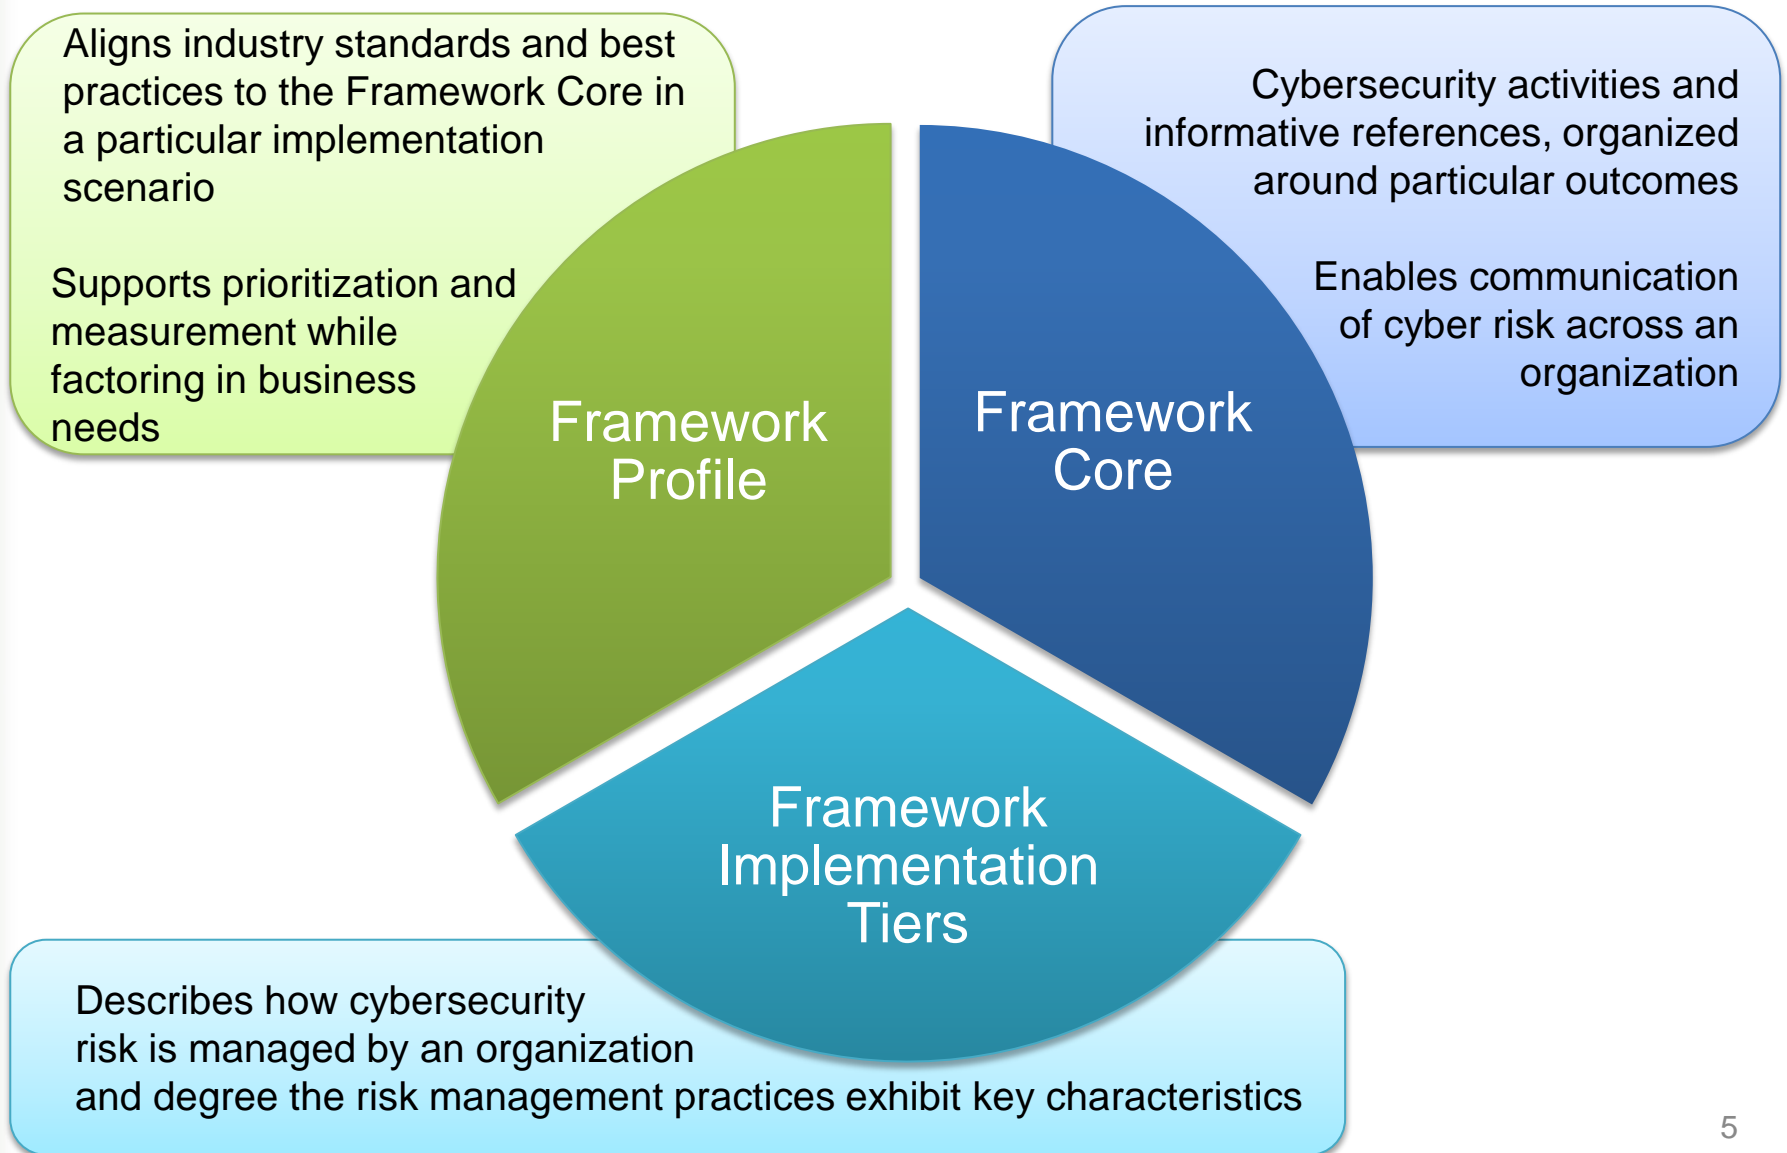 Aligns industry standards and best
practices to the Framework Core in
a particular implementation
scenario
Supports prioritization and
measurement while
factoring in business
needs
Cybersecurity activities and
informative references, organized
around particular outcomes
Enables communication
of cyber risk across an
organization
Framework
Profile
Framework
Core
Framework
Implementation
Tiers
Describes how cybersecurity
risk is managed by an organization
and degree the risk management practices exhibit key characteristics
5